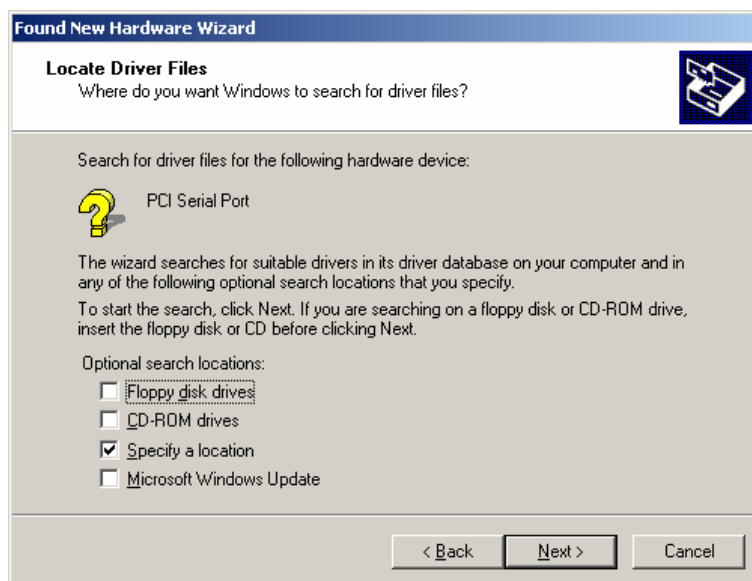 Found New Hardware Wizard
Locate Driver Files
Where do you want Windows to search for driver files?
Search for driver files for the following hardware device:
PCI Serial Port
The wizard searches for suitable drivers in its driver database on your computer and in
any of the following optional search locations that you specify.
To start the search, click Next. If you are searching on a floppy disk or CD-ROM drive,
insert the floppy disk or CD before clicking Next.
Optional search locations:
Floppy disk drives
CD-ROM drives
Specify a location
Microsoft Windows Update
< Back Next > Cancel